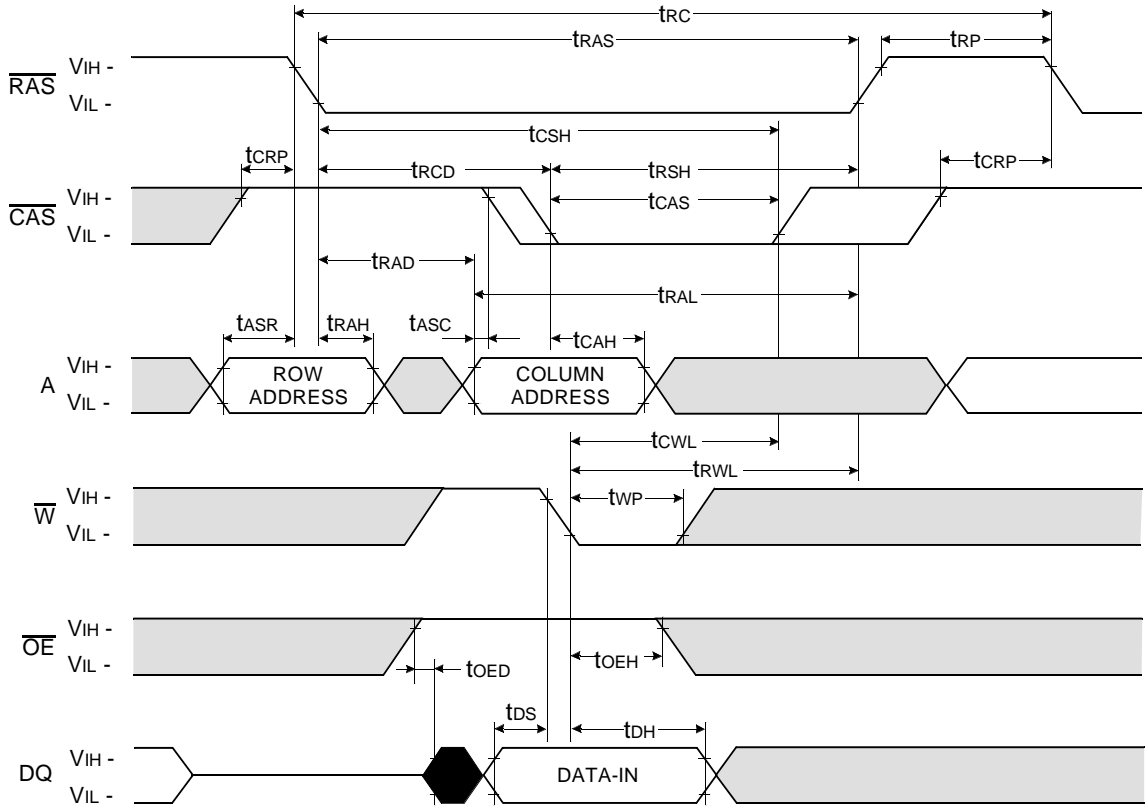 tRC
tRAS
tRP
RAS
VIH -
VIL -
tCSH
tCRP
tRCD
tRSH
tCRP
CAS
VIH -
VIL -
tCAS
tRAD
tRAL
tASR
tRAH
tASC
tCAH
A
VIH -
VIL -
ROW
ADDRESS
COLUMN
ADDRESS
tCWL
tRWL
W
VIH -
VIL -
tWP
OE
VIH -
VIL -
tOED
tOEH
tDS
tDH
DQ
VIH -
VIL -
DATA-IN